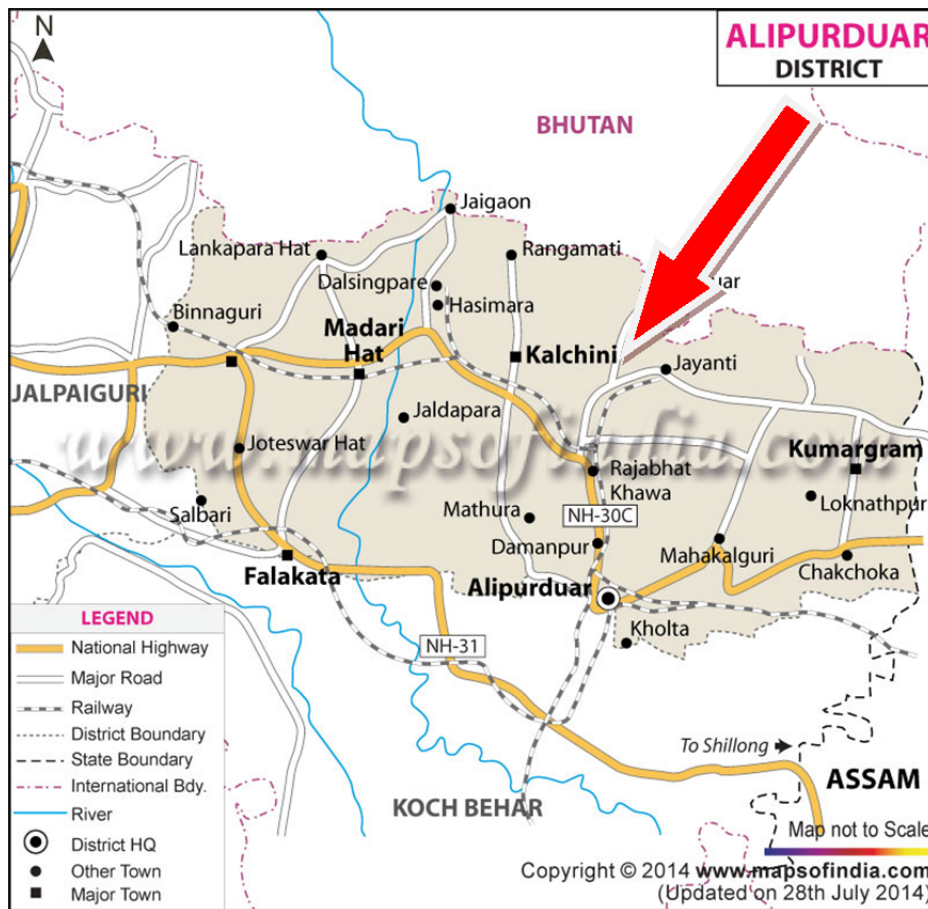 N
ALIPURDUAR
DISTRICT
BHUTAN
Jaigaon
Lankapara Hat
Rangamati
Dalsingpare
Hasimara
Binnaguri
Madari
Hat
Kalchini
Jayanti
JALPAIGURI
Jaldapara
www.mapsofindia.com
Joteswar Hat
Kumargram
Rajabhat
Khawa
Loknathpur
Salbari
Mathura
NH-30C
Damanpur
Mahakalguri
Chakchoka
Falakata
Alipurduar
Kholta
NH-31
LEGEND
National Highway
Major Road
Railway
District Boundary
State Boundary
International Bdy.
River
District HQ
Other Town
Major Town
To Shillong
ASSAM
KOCH BEHAR
Map not to Scale
Copyright © 2014 www.mapsofindia.com
(Updated on 28th July 2014)